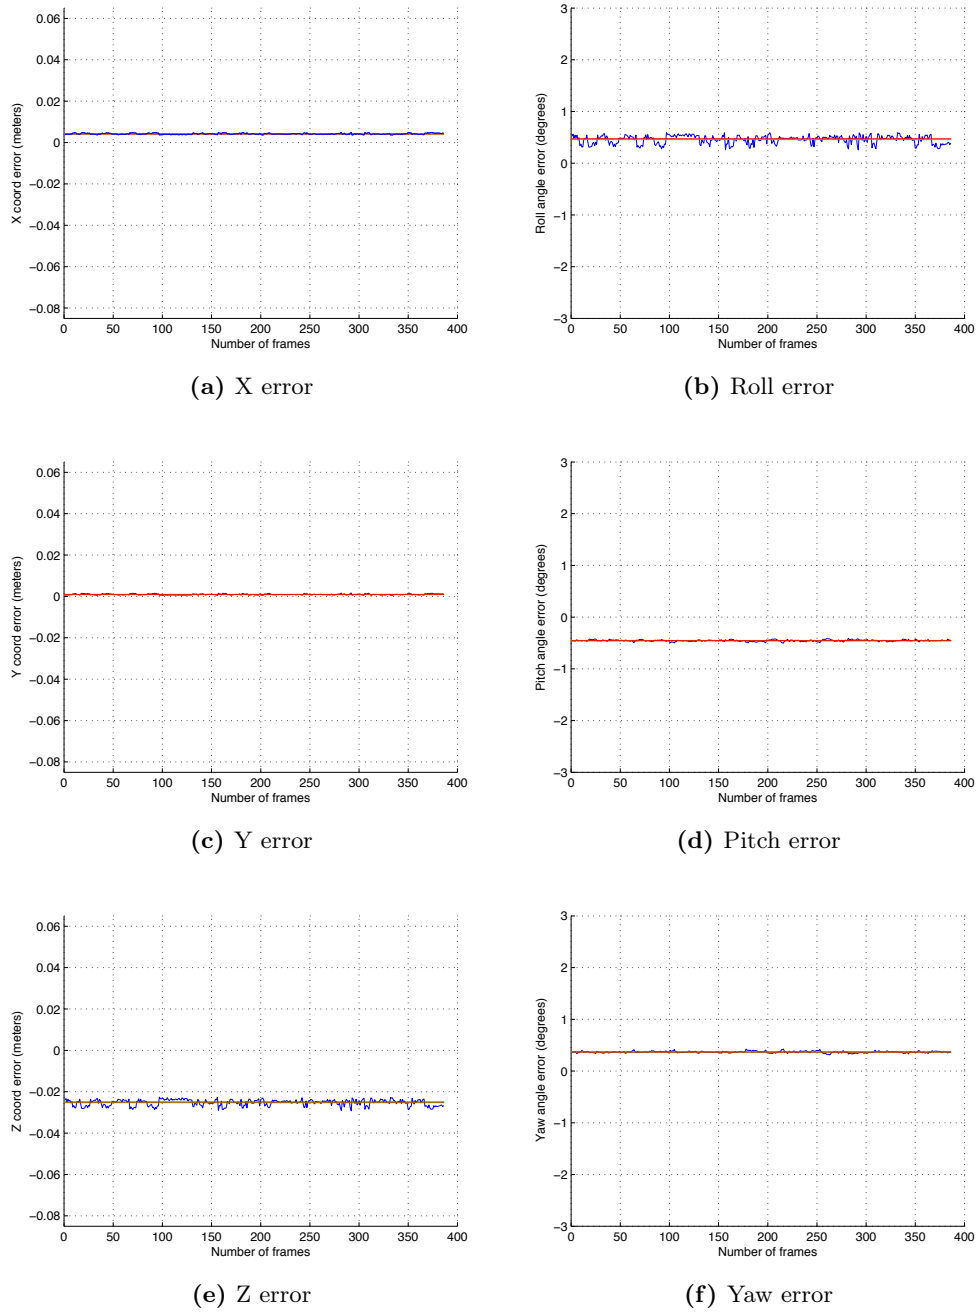 0.06
0.04
0.02
0
−0.02
−0.04
−0.06
−0.08
X coord error (meters)
0 50 100 150 200 250 300 350 400
Number of frames
(a) X error
3
2
1
0
−1
−2
−3
Roll angle error (degrees)
0 50 100 150 200 250 300 350 400
Number of frames
(b) Roll error
0.06
0.04
0.02
0
−0.02
−0.04
−0.06
−0.08
Y coord error (meters)
0 50 100 150 200 250 300 350 400
Number of frames
(c) Y error
3
2
1
0
−1
−2
−3
Pitch angle error (degrees)
0 50 100 150 200 250 300 350 400
Number of frames
(d) Pitch error
0.06
0.04
0.02
0
−0.02
−0.04
−0.06
−0.08
Z coord error (meters)
0 50 100 150 200 250 300 350 400
Number of frames
(e) Z error
3
2
1
0
−1
−2
−3
Yaw angle error (degrees)
0 50 100 150 200 250 300 350 400
Number of frames
(f) Yaw error